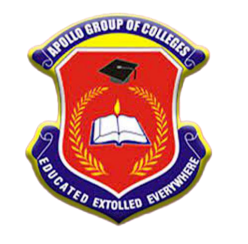 APOLLO GROUP OF COLLEGES
EDUCATED EXTOLLED EVERYWHERE